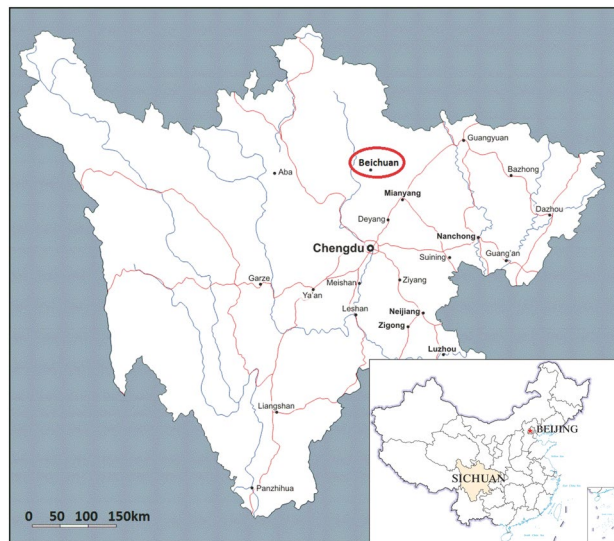 Guangyuan
Beichuan
Aba
Bazhong
Mianyang
Dazhou
Deyang
Nanchong
Chengdu
Suining
Guang'an
Garze
Ya'an
Meishan
Ziyang
Leshan
Neijiang
Zigong
Luzhou
Liangshan
Panzhihua
0 50 100 150km
BEIJING
SICHUAN